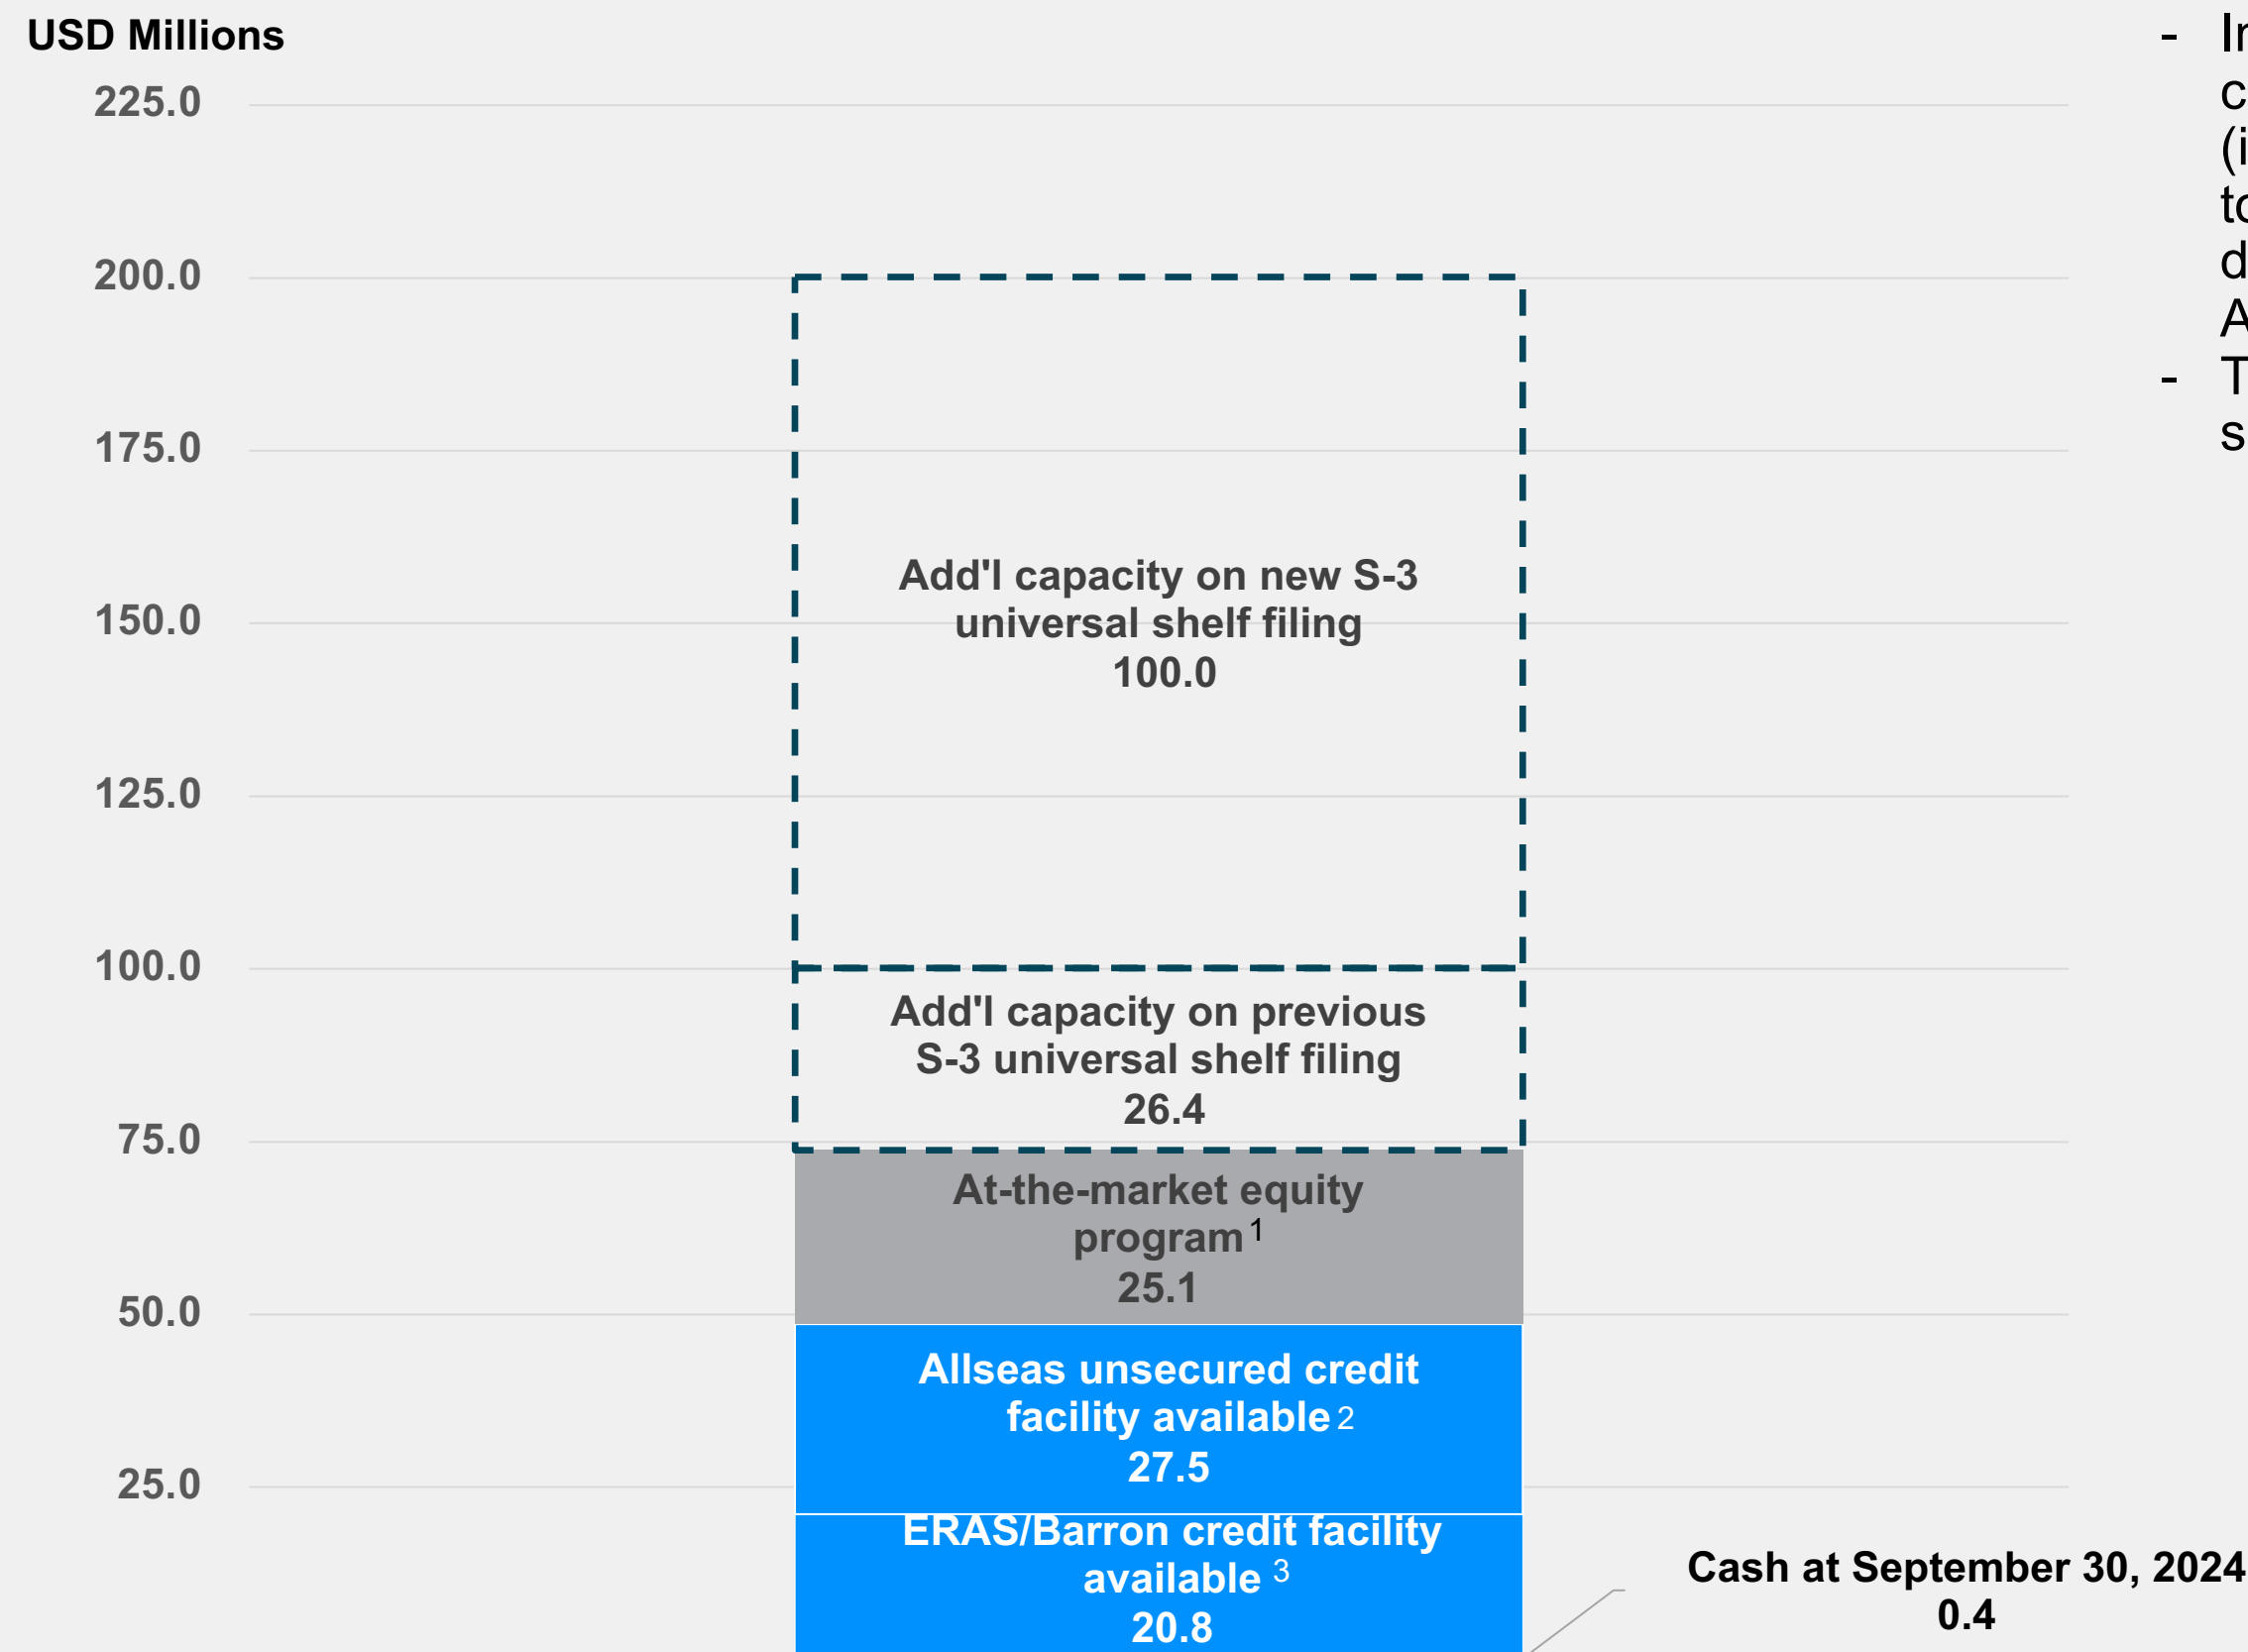 USD Millions
225.0
200.0
175.0
150.0
125.0
100.0
75.0
50.0
25.0
Add'l capacity on new S-3
universal shelf filing
100.0
Add'l capacity on previous
S-3 universal shelf filing
26.4
At-the-market equity
program 1
25.1
Allseas unsecured credit
facility available 2
27.5
ERAS/Barron credit facility
available 3
20.8
Cash at September 30, 2024
0.4